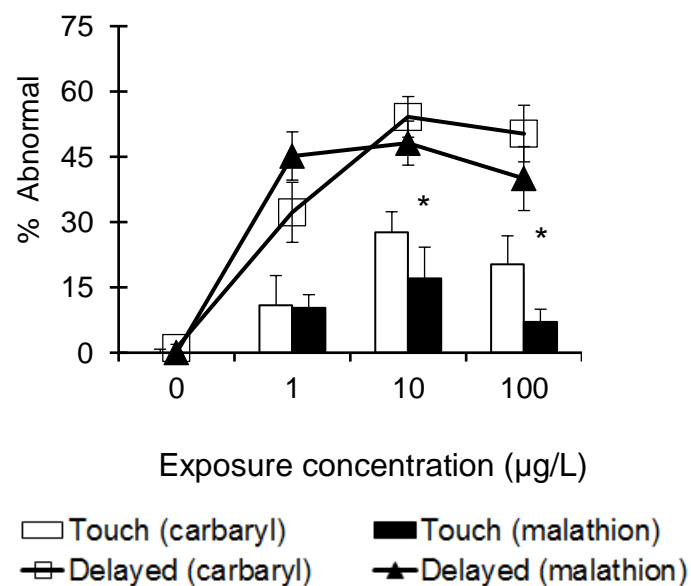 75
60
45
30
15
0
% Abnormal
* *
0 1 10 100
Exposure concentration (µg/L)
Touch (carbaryl) Touch (malathion)
Delayed (carbaryl) Delayed (malathion)